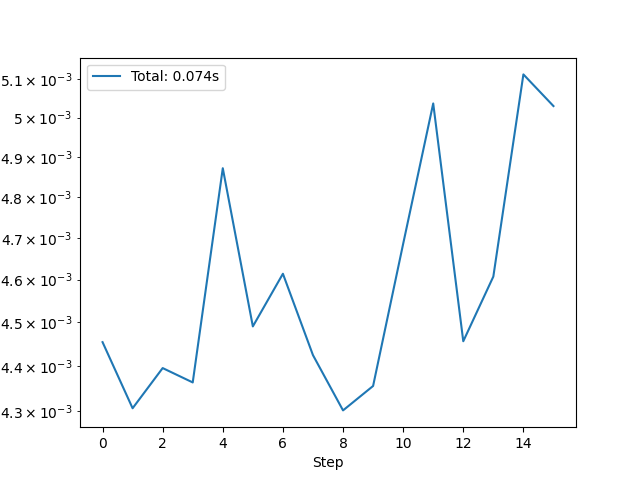 Total: 0.074s
5.1 × 10⁻³
5 × 10⁻³
4.9 × 10⁻³
4.8 × 10⁻³
4.7 × 10⁻³
4.6 × 10⁻³
4.5 × 10⁻³
4.4 × 10⁻³
4.3 × 10⁻³
0 2 4 6 8 10 12 14
Step